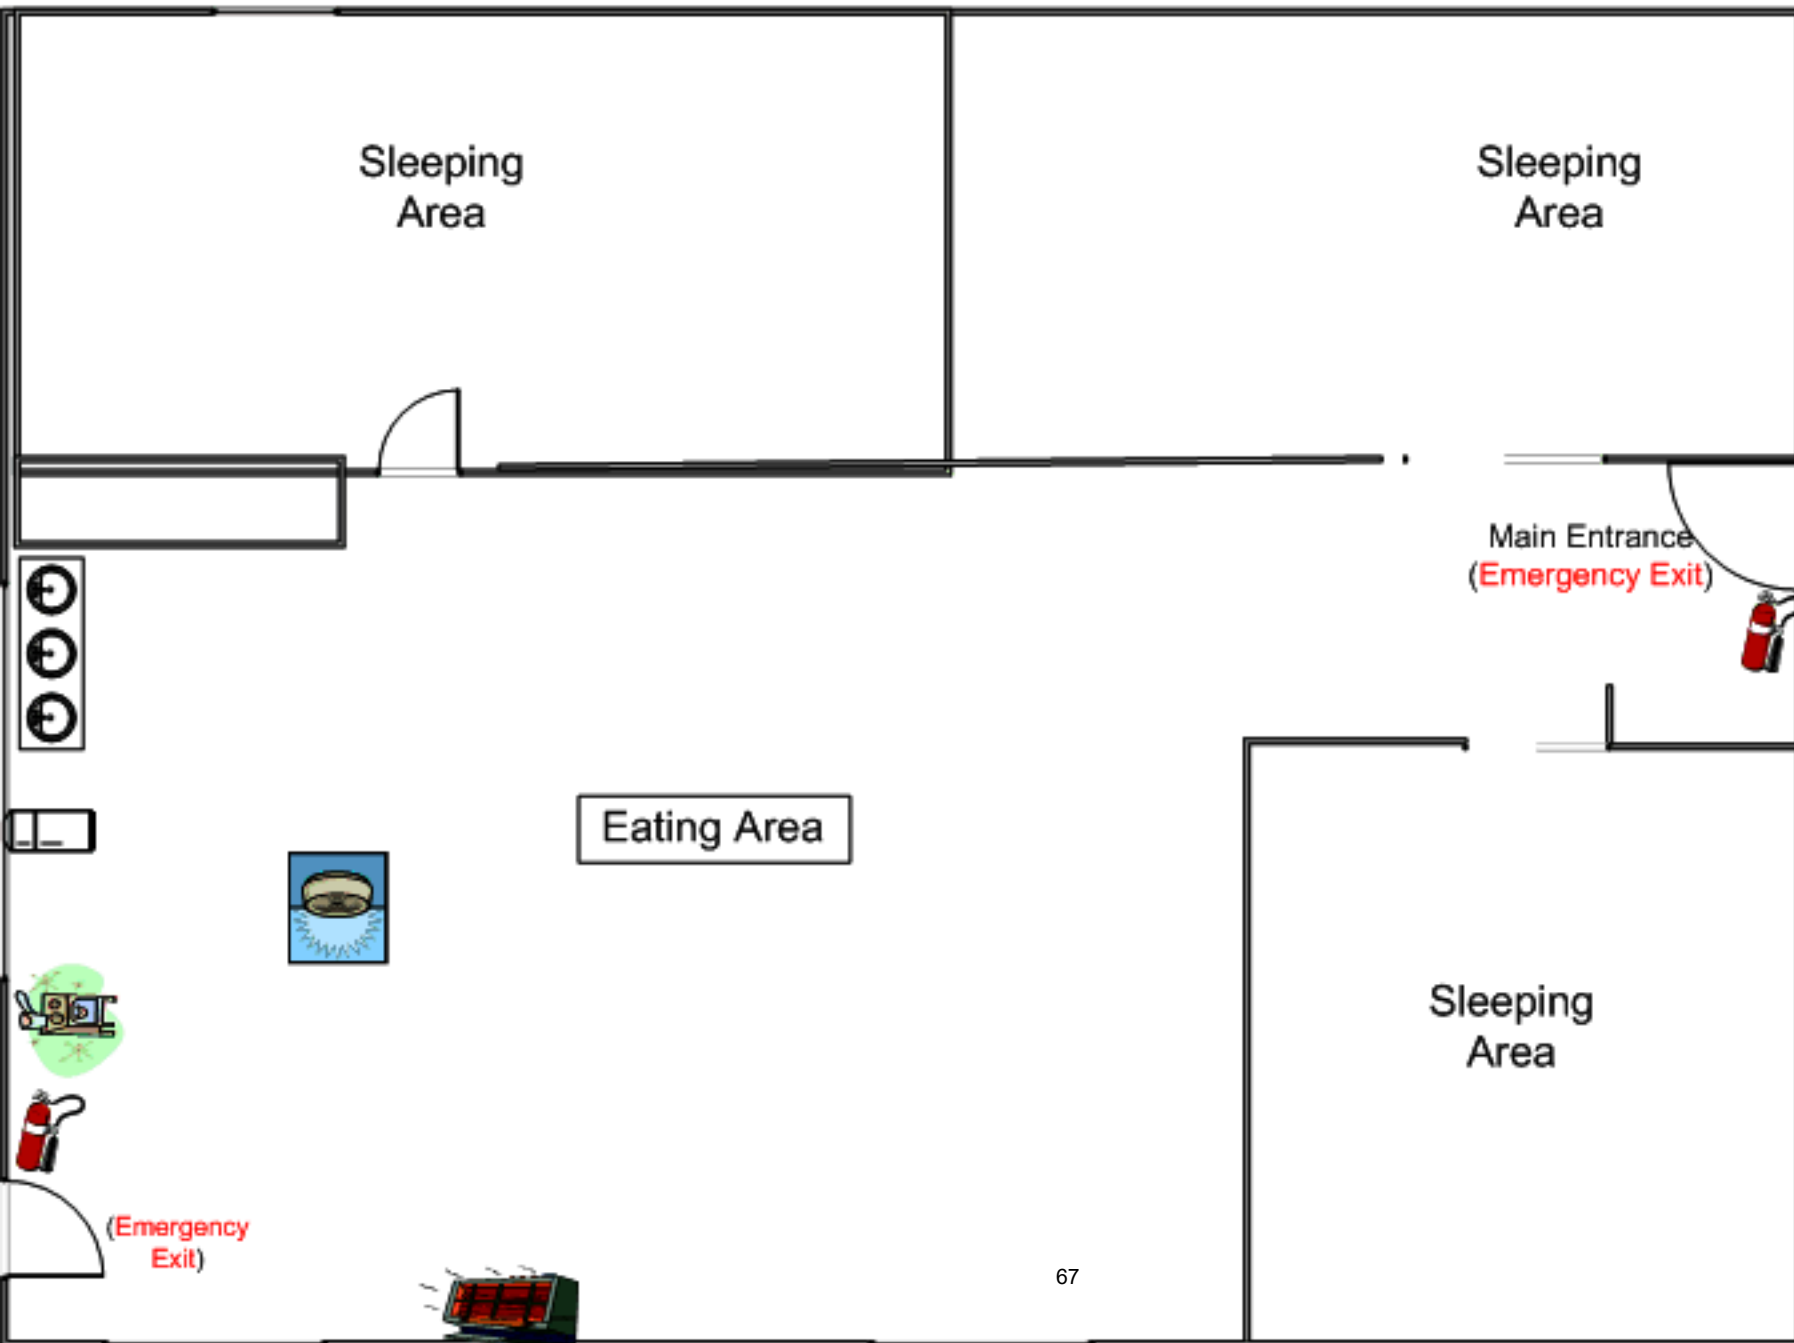 Sleeping
Area
Sleeping
Area
Main Entrance
(Emergency Exit)
Eating Area
Sleeping
Area
(Emergency
Exit)
67